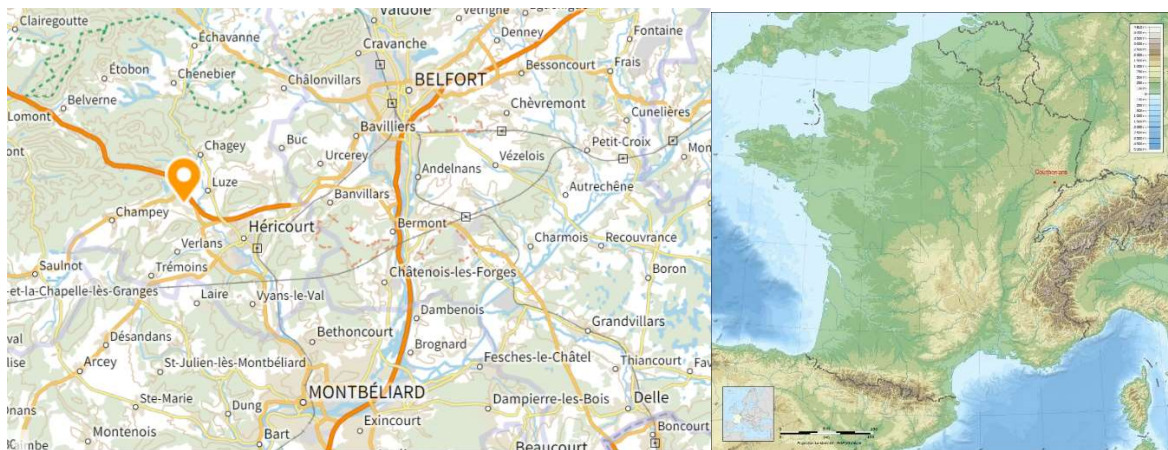 Clairegoutte
Échavanne
Valdoie
Cravanche
Denney
Fontaine
Étobon
Chenebier
Châlonvillars
BELFORT
Bessoncourt
Frais
Belverne
Chèvremont
Cunelières
Lomont
Bavilliers
Buc
Chagey
Urcerey
Petit-Croix
Andelnans
Vézelois
Luze
Banvillars
Autrechêne
Champey
Bermont
Héricourt
Verlans
Charmois
Recouvrance
Saulnot
Trémoins
Châtenois-les-Forges
Boron
-et-la-Chapelle-lès-Granges
Laire
Vyans-le-Val
Dambenois
Grandvillars
Bethoncourt
Désandans
Brognard
Arcey
St-Julien-lès-Montbéliard
Fesches-le-Châtel
Thiancourt
MONTBÉLIARD
Ste-Marie
Dung
Dampierre-les-Bois
Delle
Montenois
Bart
Exincourt
Boncourt
Beaucourt